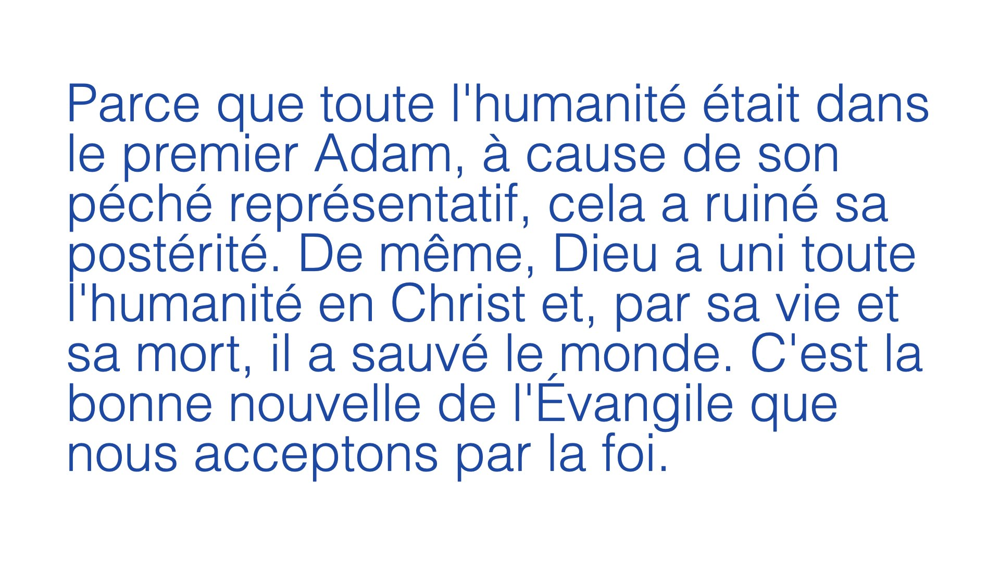 Parce que toute l'humanité était dans
le premier Adam, à cause de son
péché représentatif, cela a ruiné sa
postérité. De même, Dieu a uni toute
l'humanité en Christ et, par sa vie et
sa mort, il a sauvé le monde. C'est la
bonne nouvelle de l'Évangile que
nous acceptons par la foi.